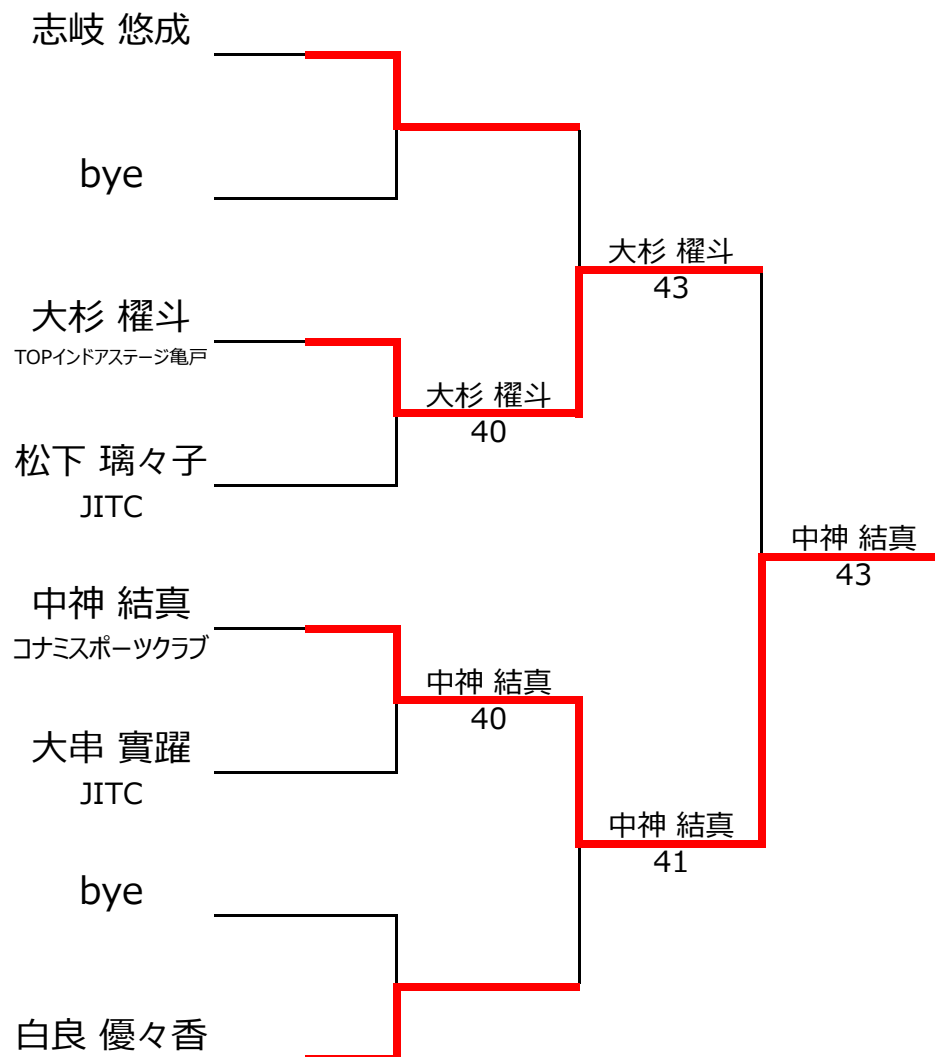 志岐 悠成
bye
大杉 櫂斗
43
大杉 櫂斗
TOPインドアステージ亀戸
大杉 櫂斗
40
松下 璃々子
JITC
中神 結真
43
中神 結真
コナミスポーツクラブ
中神 結真
40
大串 實躍
JITC
中神 結真
41
bye
白良 優々香